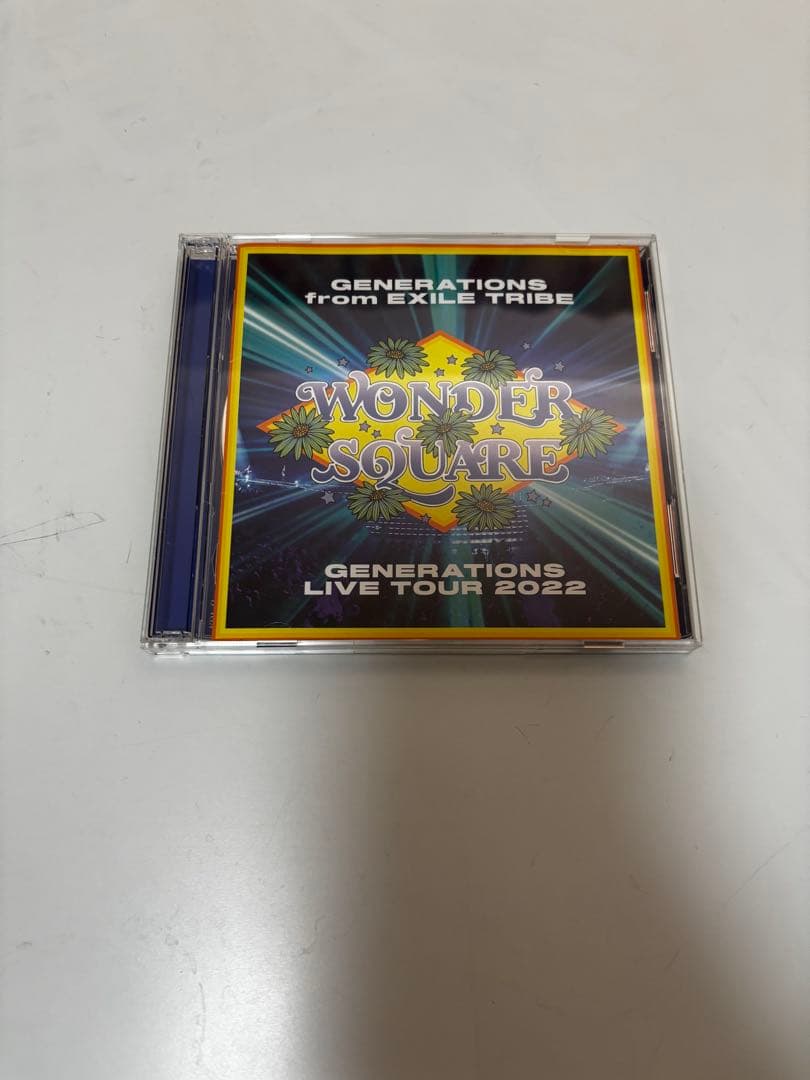 GENERATIONS
from EXILE TRIBE
WONDER
SQUARE
GENERATIONS
LIVE TOUR 2022